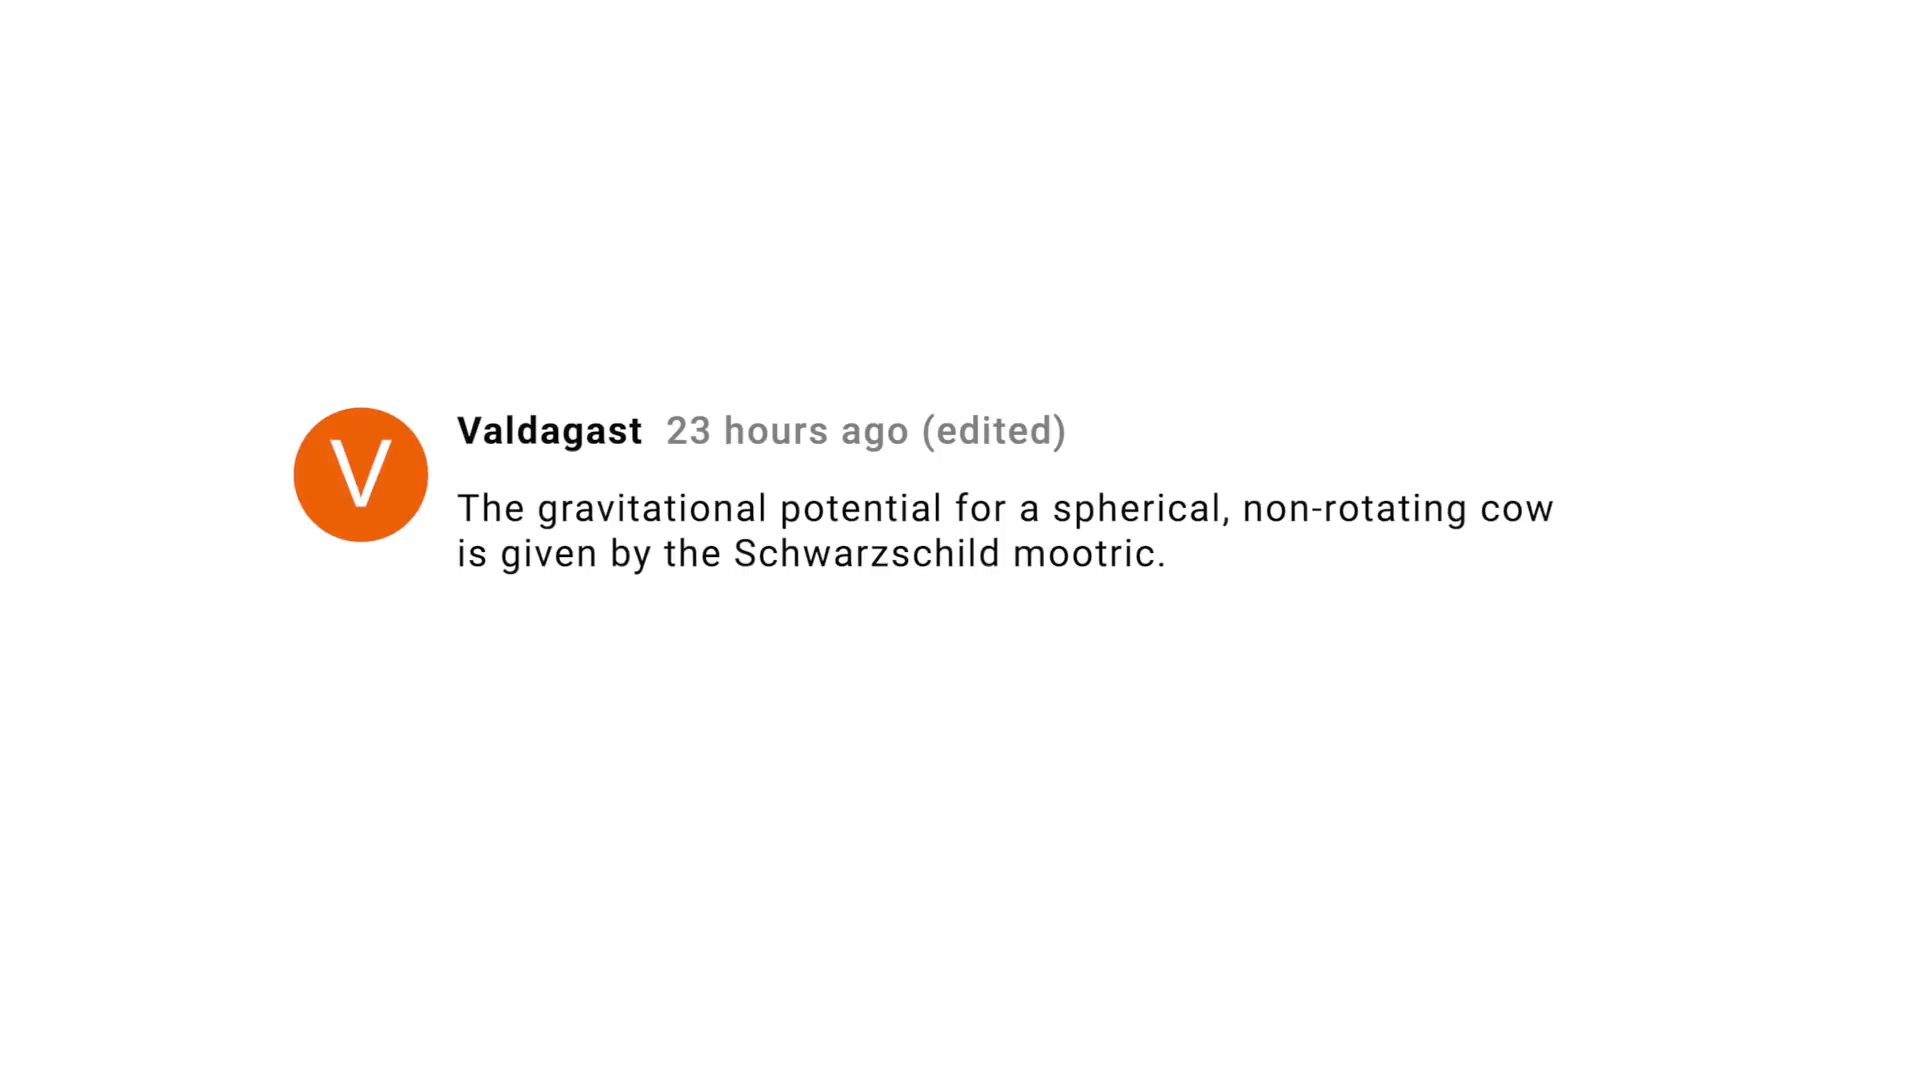 V
Valdagast 23 hours ago (edited)
The gravitational potential for a spherical, non-rotating cow
is given by the Schwarzschild mootric.